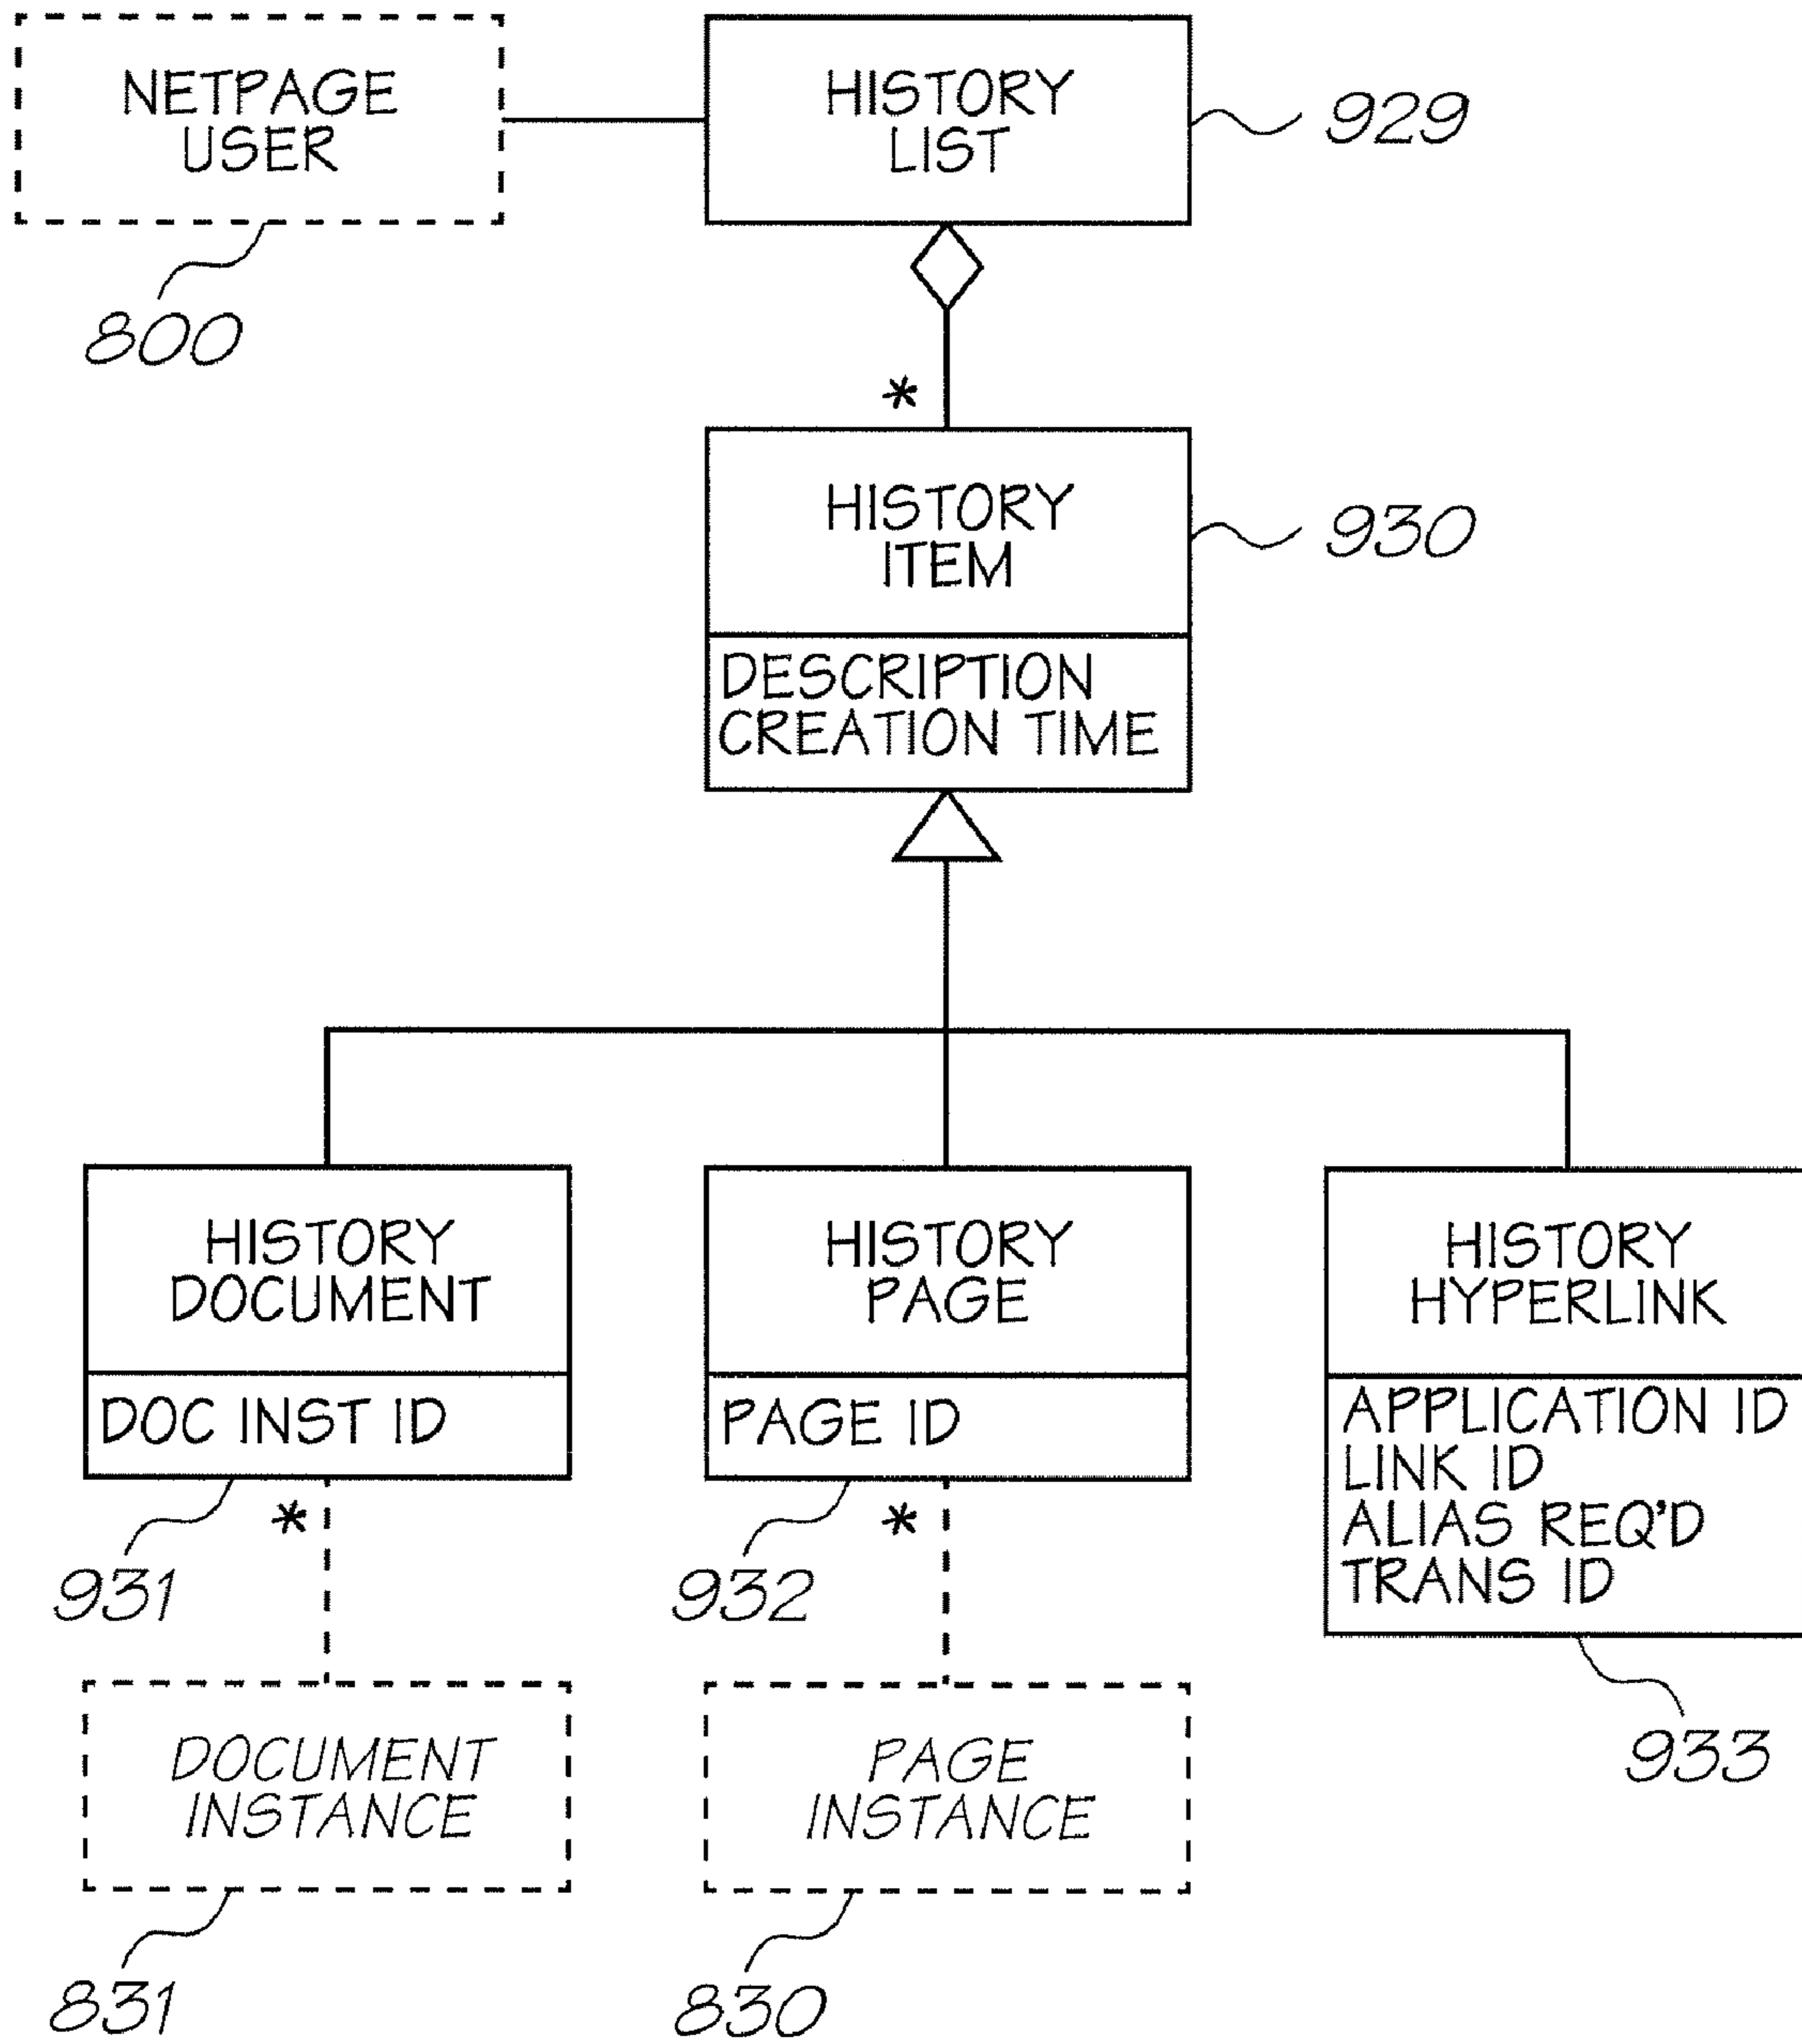 NETPAGE
USER
800
HISTORY
LIST
929
*
HISTORY
ITEM
930
DESCRIPTION
CREATION TIME
HISTORY
DOCUMENT
DOC INST ID
931
*
HISTORY
PAGE
PAGE ID
932
*
HISTORY
HYPERLINK
APPLICATION ID
LINK ID
ALIAS REQ'D
TRANS ID
933
DOCUMENT
INSTANCE
831
PAGE
INSTANCE
830